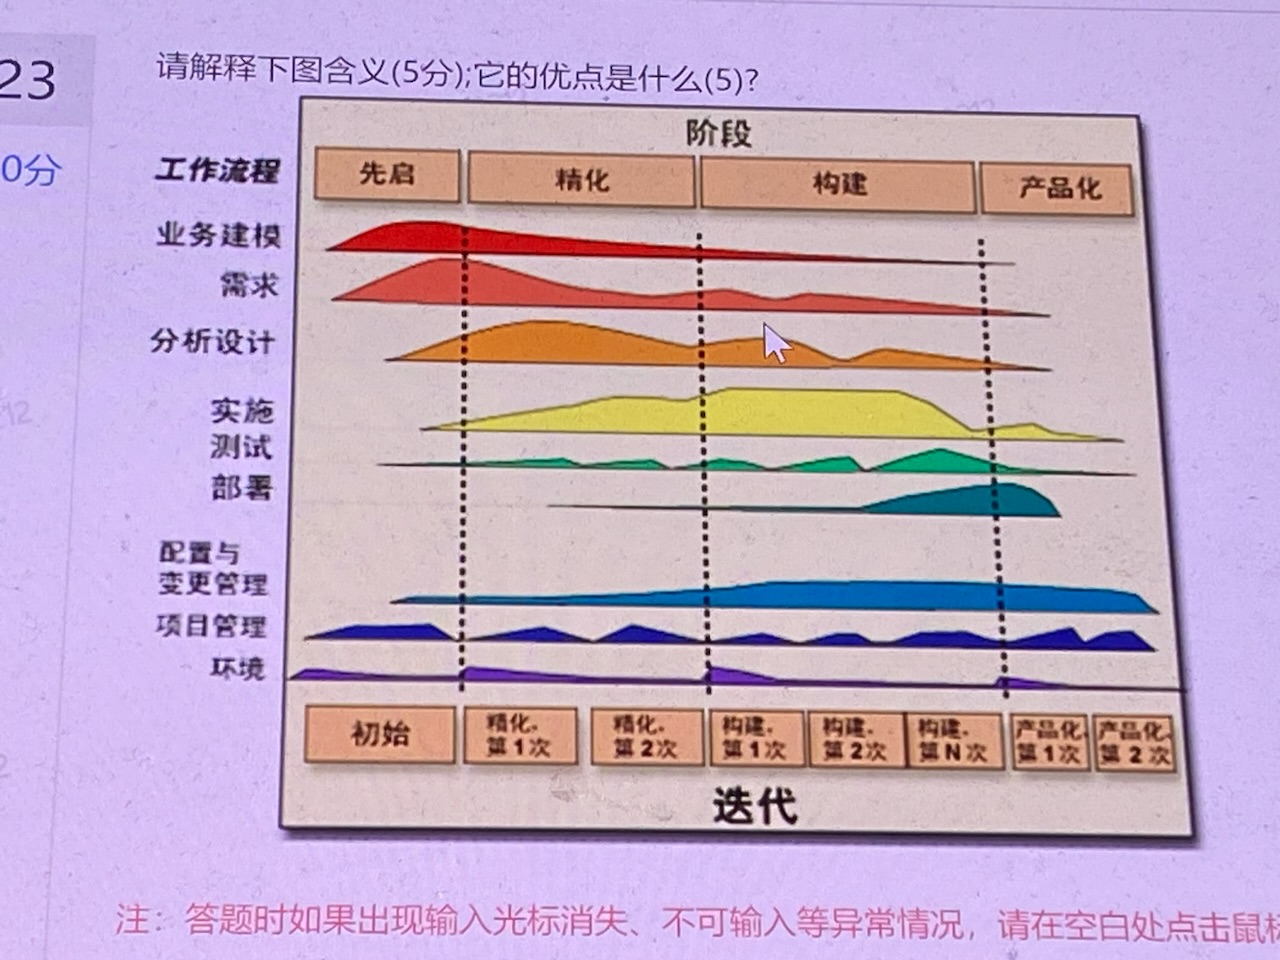 23
请解释下图含义(5分);它的优点是什么(5)?
0分
阶段
工作流程
先启
精化
构建
产品化
业务建模
需求
分析设计
实施
测试
部署
配置与
变更管理
项目管理
环境
初始
精化.
第1次
精化.
第2次
构建.
第1次
构建.
第2次
构建.
第N次
产品化.
第1次
产品化.
第2次
迭代
注：答题时如果出现输入光标消失、不可输入等异常情况，请在空白处点击鼠标